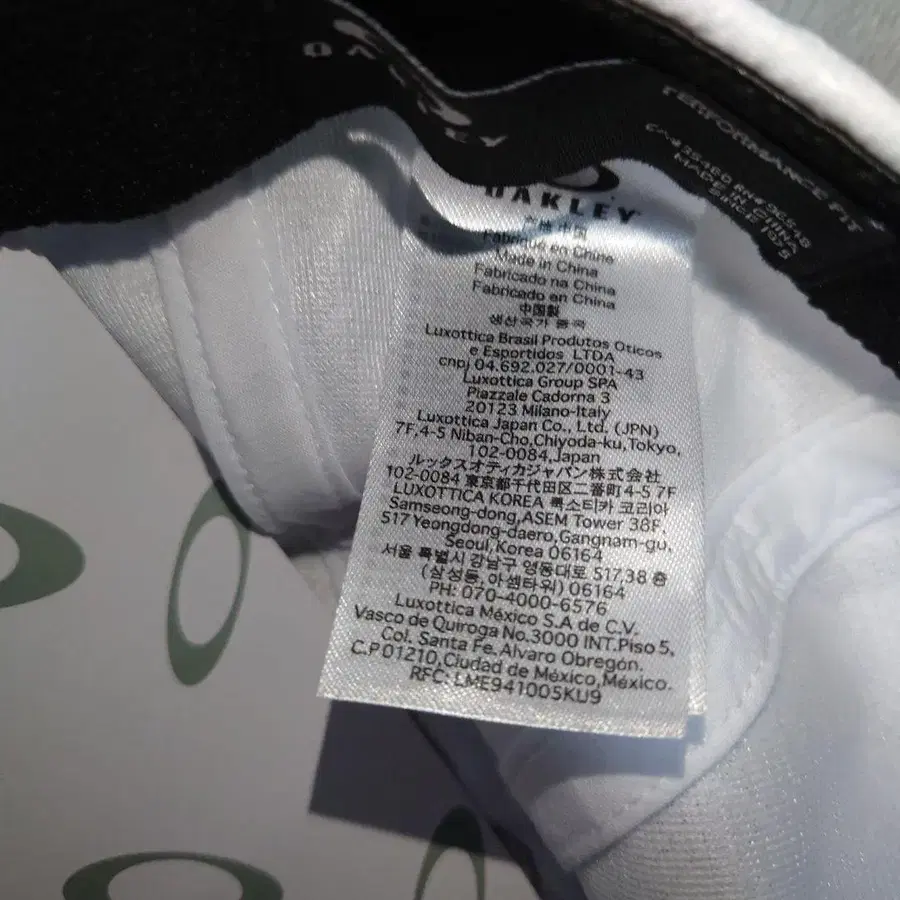 OAKLEY
PERFORMANCE FIT
MADE IN CHINA
OAKLEY
产地 中国
Fabriqué en Chine
Made in China
Fabricado na China
Fabricado en China
中国製
생산국가 중국
Luxottica Brasil Produtos Oticos
e Esportidos LTDA
cnpj 04.692.027/0001-43
Luxottica Group SPA
Piazzale Cadorna 3
20123 Milano-Italy
Luxottica Japan Co., Ltd. (JPN)
7F,4-5 Niban-Cho,Chiyoda-ku,Tokyo,
102-0084,Japan
ルックスオティカジャパン株式会社
102-0084 東京都千代田区二番町4-5 7F
LUXOTTICA KOREA 룩소티카 코리아
Samseong-dong,ASEM Tower 38F,
517 Yeongdong-daero,Gangnam-gu,
Seoul,Korea 06164
서울 특별시 강남구 영동대로 517,38 층
(삼성동, 아셈타워) 06164
PH: 070-4000-6576
Luxottica México S.A de C.V.
Vasco de Quiroga No.3000 INT.Piso 5,
Col. Santa Fe, Alvaro Obregón.
C.P 01210,Ciudad de México,México.
RFC: LME941005KU9